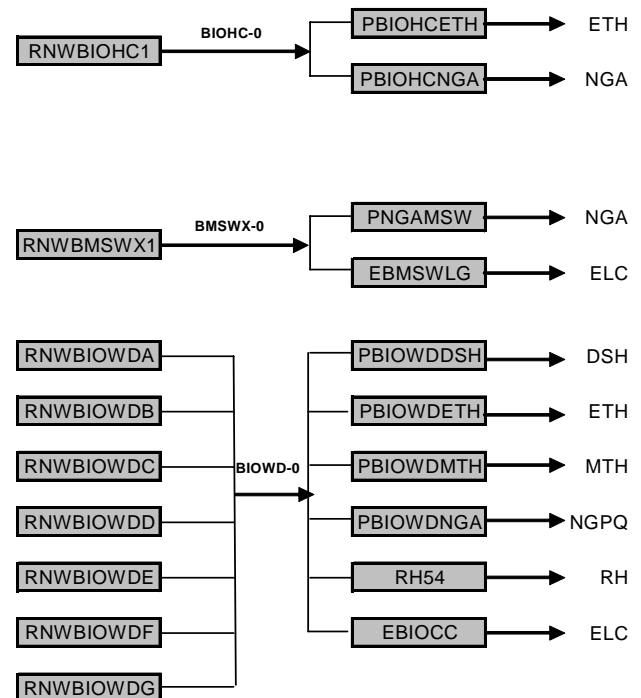 BIOHC-0
PBIOHCETH ETH
RNWBIOHC1
PBIOHCNGA NGA
BMSWX-0
PNGAMSW NGA
RNWBMSWX1
EBMSWLG ELC
RNWBIOWDA PBIOWDDSH DSH
RNWBIOWDB PBIOWDETH ETH
RNWBIOWDC BIOWD-0 PBIOWDMTH MTH
RNWBIOWDD PBIOWDNGA NGPQ
RNWBIOWDE RH54 RH
RNWBIOWDF EBIOCC ELC
RNWBIOWDG